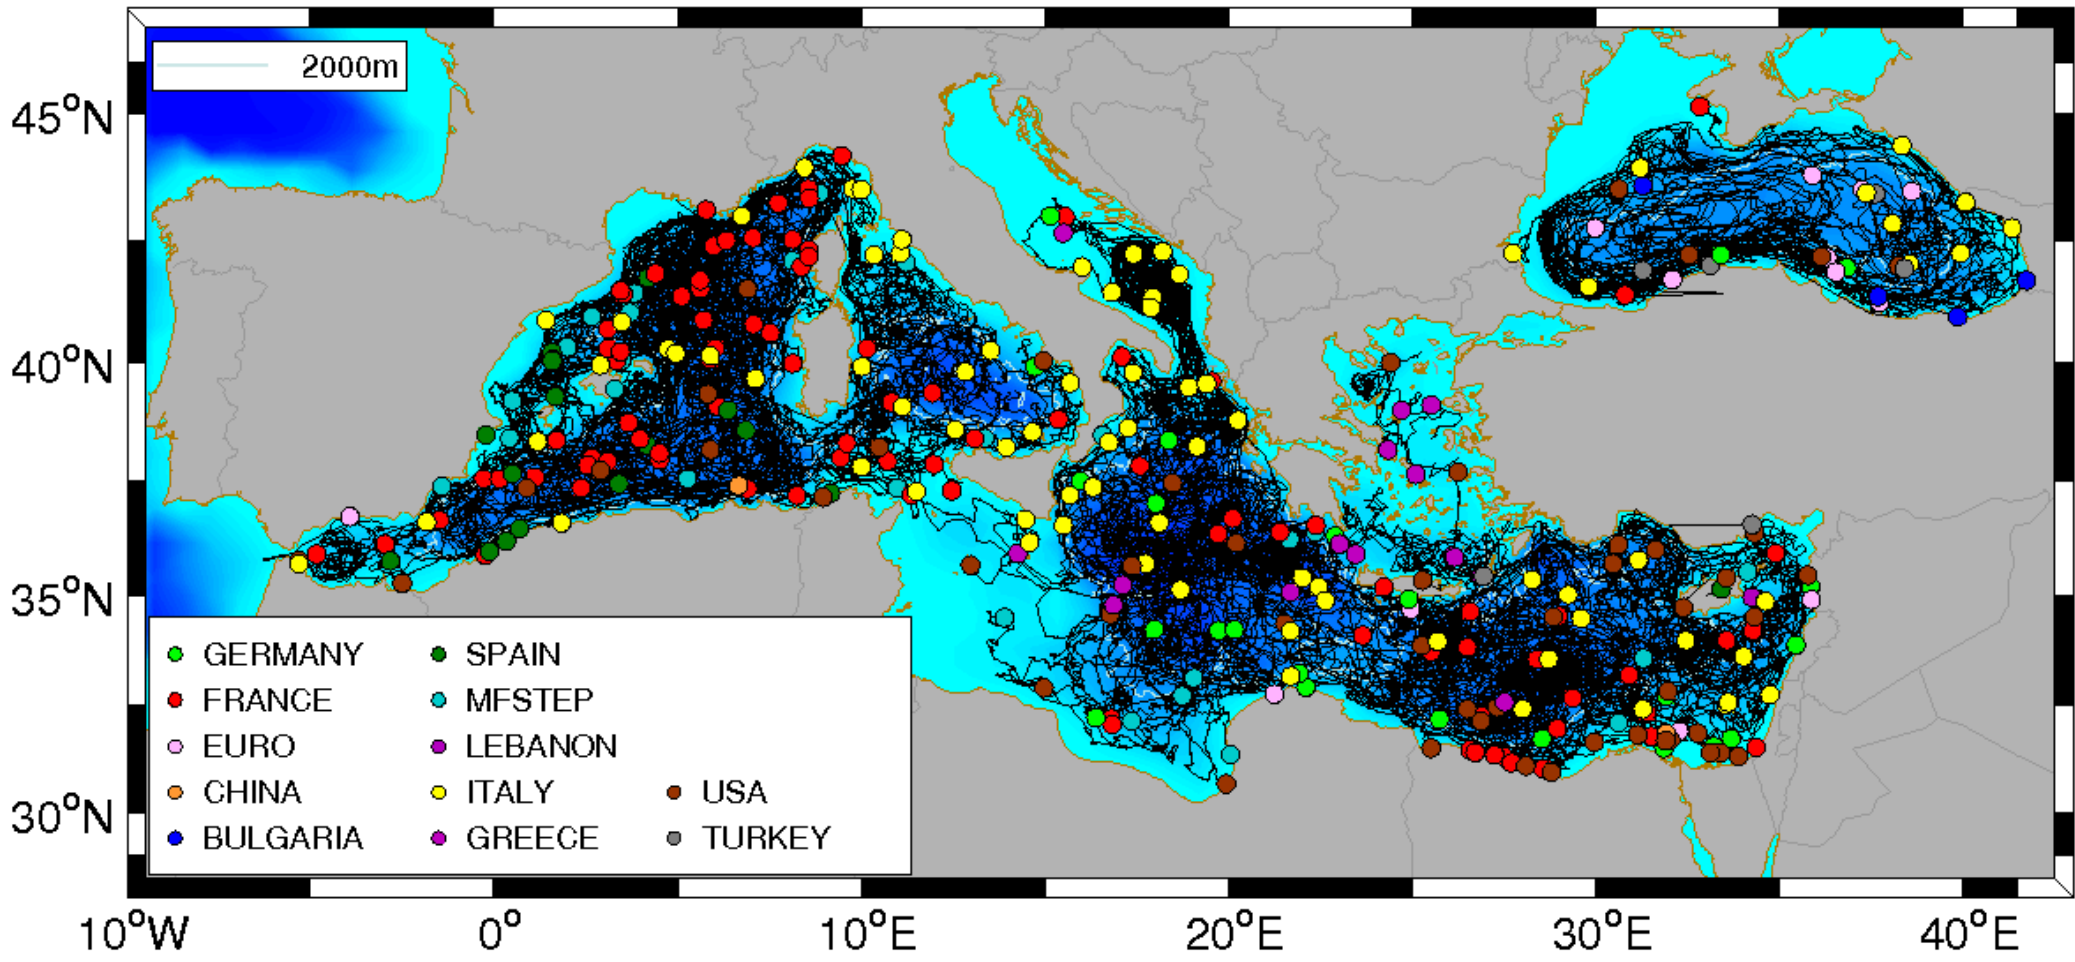 2000m
45°N
40°N
35°N
30°N
GERMANY SPAIN
FRANCE MFSTEP
EURO LEBANON
CHINA ITALY USA
BULGARIA GREECE TURKEY
10°W 0° 10°E 20°E 30°E 40°E